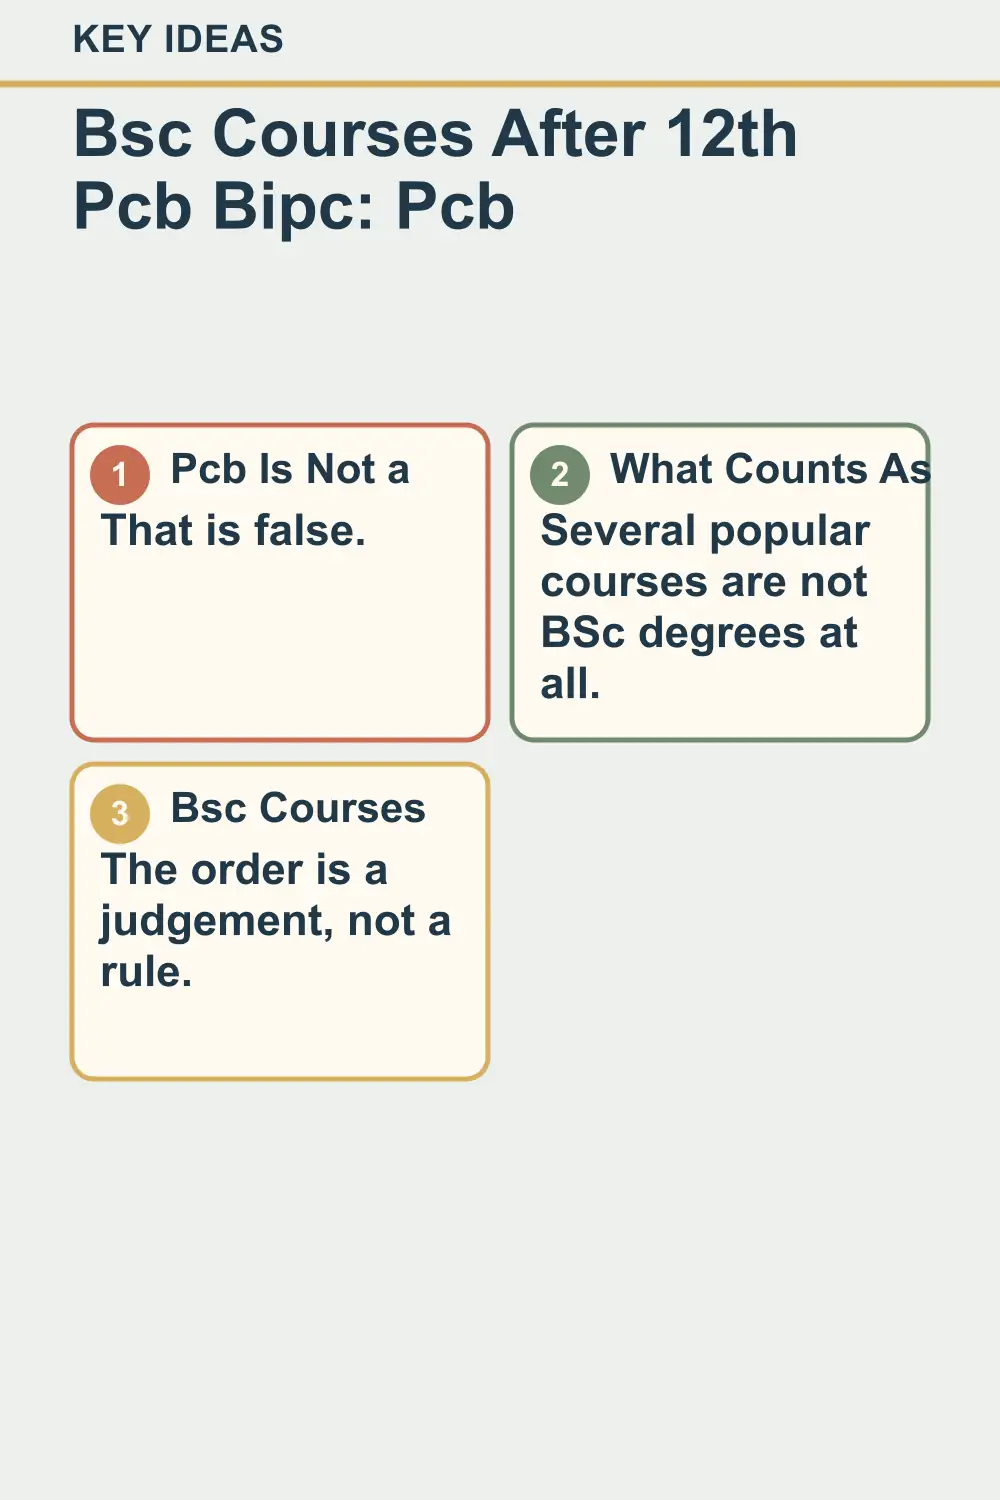 KEY IDEAS
Bsc Courses After 12th
Pcb Bipc: Pcb
1 Pcb Is Not a
That is false.
2 What Counts As
Several popular
courses are not
BSc degrees at
all.
3 Bsc Courses
The order is a
judgement, not a
rule.